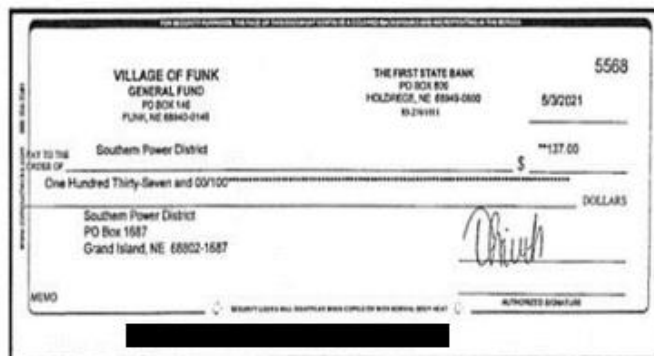 5568
VILLAGE OF FUNK
GENERAL FUND
PO BOX 146
FUNK, NE 68940-0146
THE FIRST STATE BANK
PO BOX 800
HOLDREGE, NE 68949-0800
5/3/2021
PAY TO THE
ORDER OF
Southern Power District
$
**137.00
One Hundred Thirty-Seven and 00/100
DOLLARS
Southern Power District
PO Box 1687
Grand Island, NE 68802-1687
MEMO
AUTHORIZED SIGNATURE